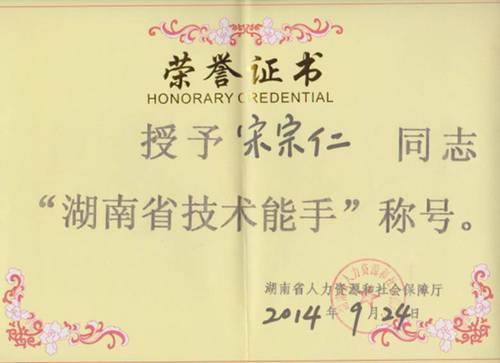 荣誉证书
HONORARY CREDENTIAL
授予 宋宗仁 同志
“湖南省技术能手”称号。
湖南省人力资源和社会保障厅
2014年9月24日